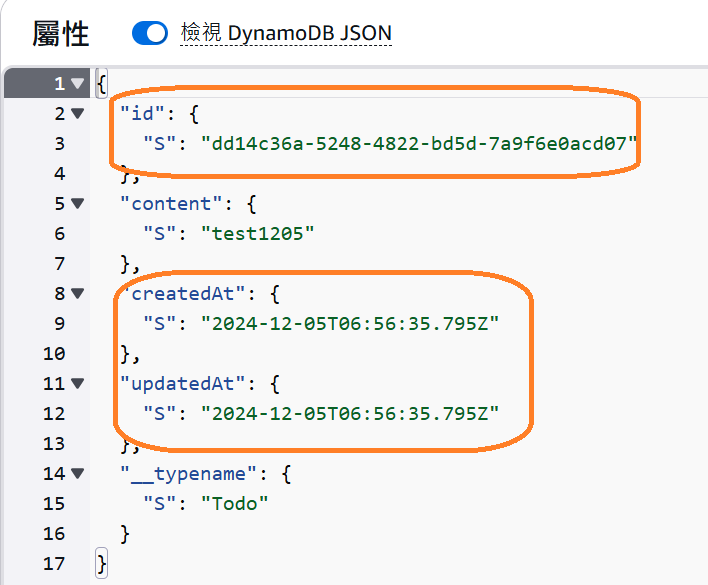 屬性 檢視 DynamoDB JSON
1 {
2 "id": {
3 "S": "dd14c36a-5248-4822-bd5d-7a9f6e0acd07"
4 },
5 "content": {
6 "S": "test1205"
7 },
8 "createdAt": {
9 "S": "2024-12-05T06:56:35.795Z"
10 },
11 "updatedAt": {
12 "S": "2024-12-05T06:56:35.795Z"
13 },
14 "__typename": {
15 "S": "Todo"
16 }
17 }